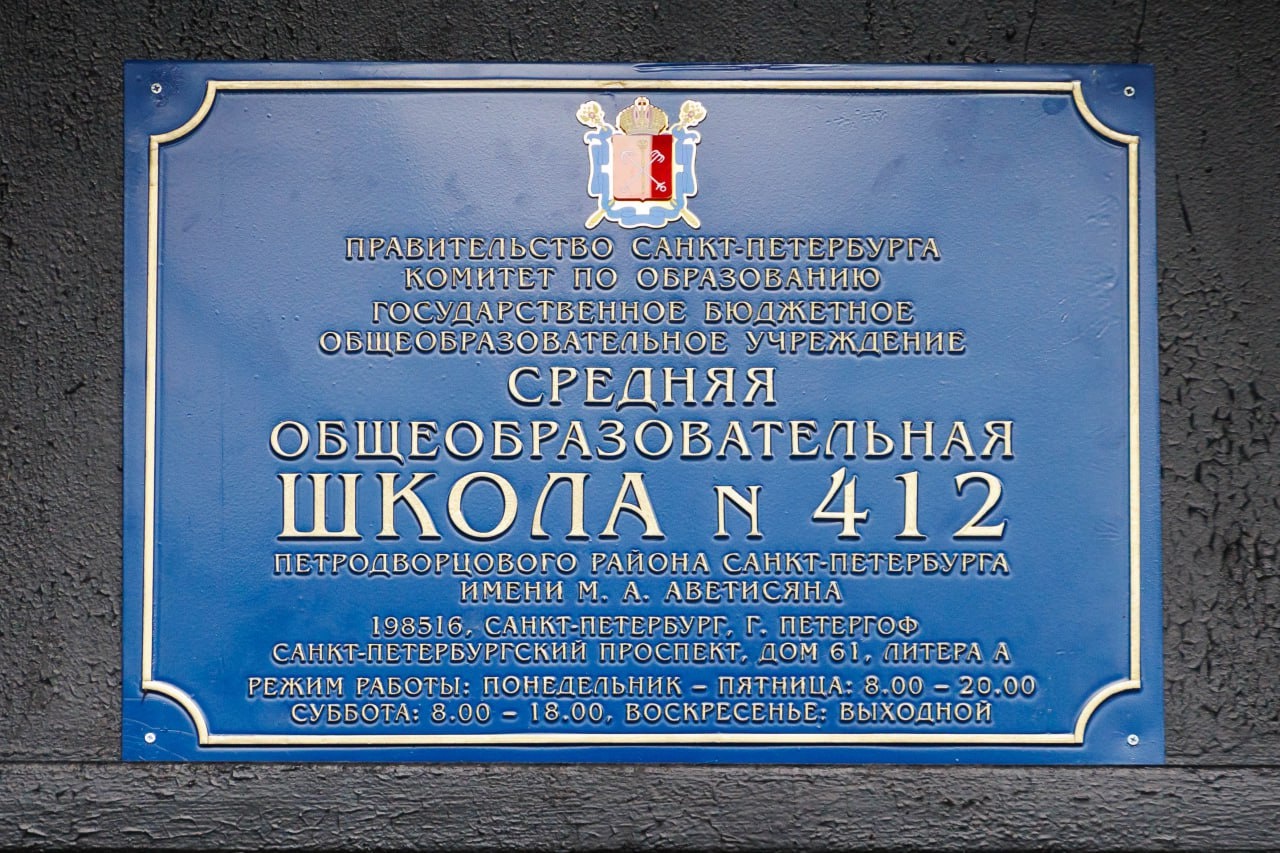 ПРАВИТЕЛЬСТВО САНКТ-ПЕТЕРБУРГА
КОМИТЕТ ПО ОБРАЗОВАНИЮ
ГОСУДАРСТВЕННОЕ БЮДЖЕТНОЕ
ОБЩЕОБРАЗОВАТЕЛЬНОЕ УЧРЕЖДЕНИЕ
СРЕДНЯЯ
ОБЩЕОБРАЗОВАТЕЛЬНАЯ
ШКОЛА N 412
ПЕТРОДВОРЦОВОГО РАЙОНА САНКТ-ПЕТЕРБУРГА
ИМЕНИ М. А. АВЕТИСЯНА
198516, САНКТ-ПЕТЕРБУРГ, Г. ПЕТЕРГОФ
САНКТ-ПЕТЕРБУРГСКИЙ ПРОСПЕКТ, ДОМ 61, ЛИТЕРА А
РЕЖИМ РАБОТЫ: ПОНЕДЕЛЬНИК – ПЯТНИЦА: 8.00 – 20.00
СУББОТА: 8.00 – 18.00, ВОСКРЕСЕНЬЕ: ВЫХОДНОЙ